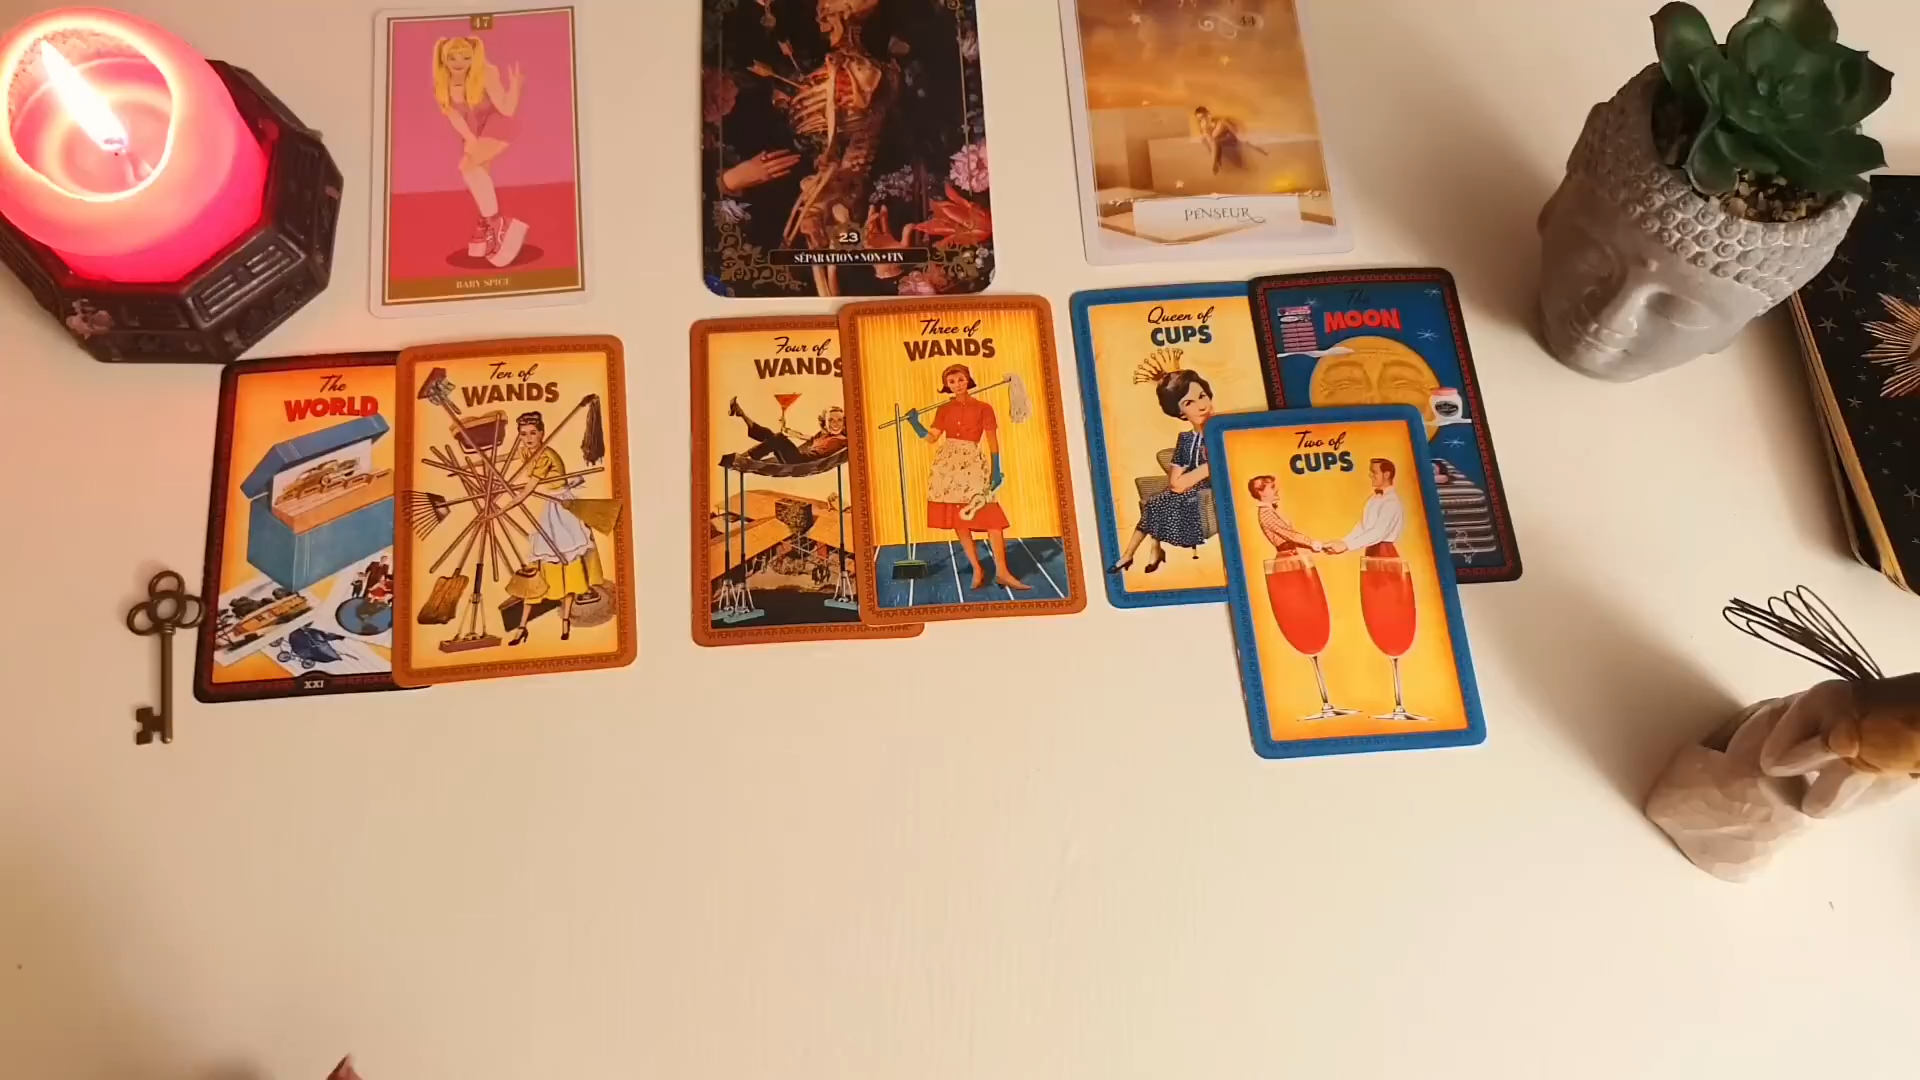 47
BABY SPICE
23
SÉPARATION • NON • FIN
44
PENSEUR
The
WORLD
XXI
Ten of
WANDS
Four of
WANDS
Three of
WANDS
Queen of
CUPS
The
MOON
Two of
CUPS